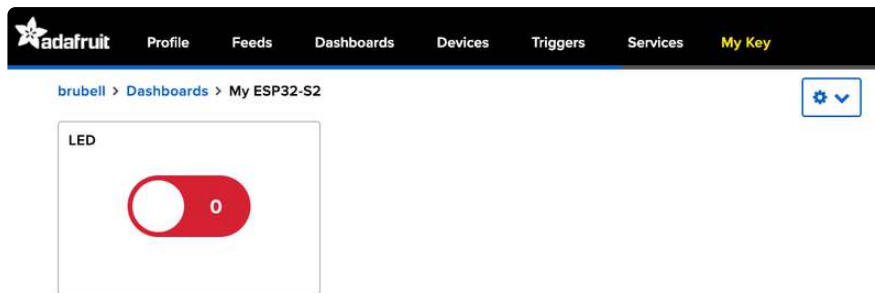 adafruit Profile Feeds Dashboards Devices Triggers Services My Key
brubell > Dashboards > My ESP32-S2
LED
0